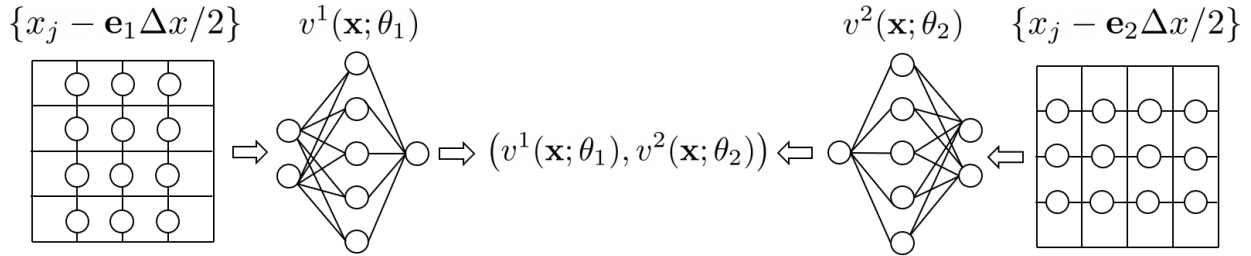 {x_j − e_1Δx/2}
v^1(x; θ_1)
v^2(x; θ_2)
{x_j − e_2Δx/2}
(v^1(x; θ_1), v^2(x; θ_2))